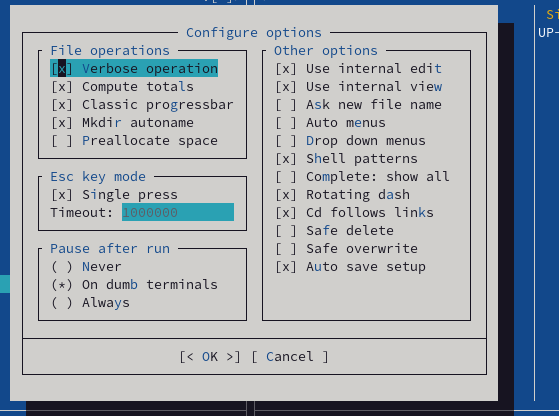 Configure options
File operations
[x] Verbose operation
[x] Compute totals
[x] Classic progressbar
[x] Mkdir autoname
[ ] Preallocate space
Esc key mode
[x] Single press
Timeout: 1000000
Pause after run
( ) Never
(*) On dumb terminals
( ) Always
Other options
[x] Use internal edit
[x] Use internal view
[ ] Ask new file name
[ ] Auto menus
[ ] Drop down menus
[x] Shell patterns
[ ] Complete: show all
[x] Rotating dash
[x] Cd follows links
[ ] Safe delete
[ ] Safe overwrite
[x] Auto save setup
[< OK >] [ Cancel ]